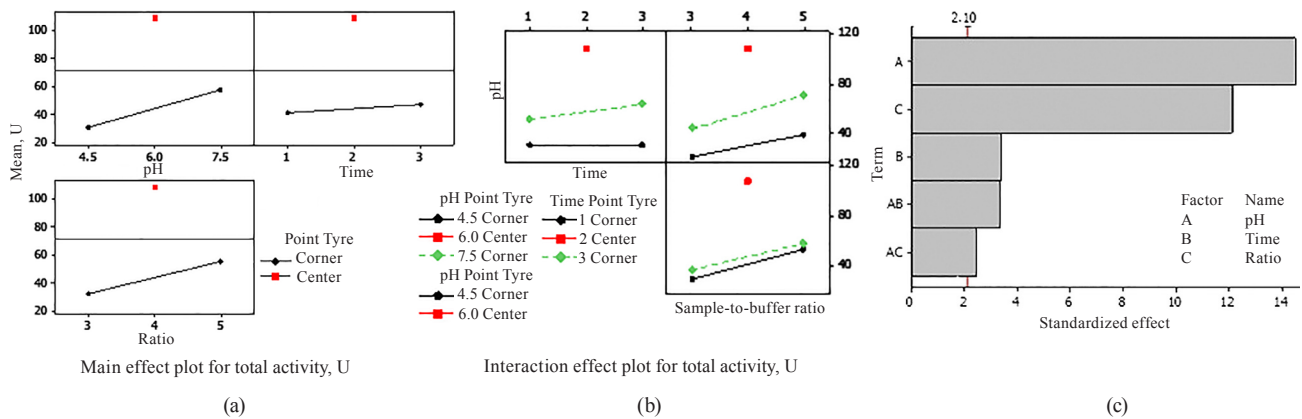 Mean, U
100
80
60
40
20
4.5 6.0 7.5
pH
1 2 3
Time
100
80
60
40
20
3 4 5
Ratio
Point Tyre
Corner
Center
Main effect plot for total activity, U
(a)
1 2 3 3 4 5
120
80
40
120
80
40
pH
Time
Sample-to-buffer ratio
pH Point Tyre
4.5 Corner
6.0 Center
7.5 Corner
pH Point Tyre
4.5 Corner
6.0 Center
Time Point Tyre
1 Corner
2 Center
3 Corner
Interaction effect plot for total activity, U
(b)
2.10
Term
A
C
B
AB
AC
Factor Name
A pH
B Time
C Ratio
0 2 4 6 8 10 12 14
Standardized effect
(c)